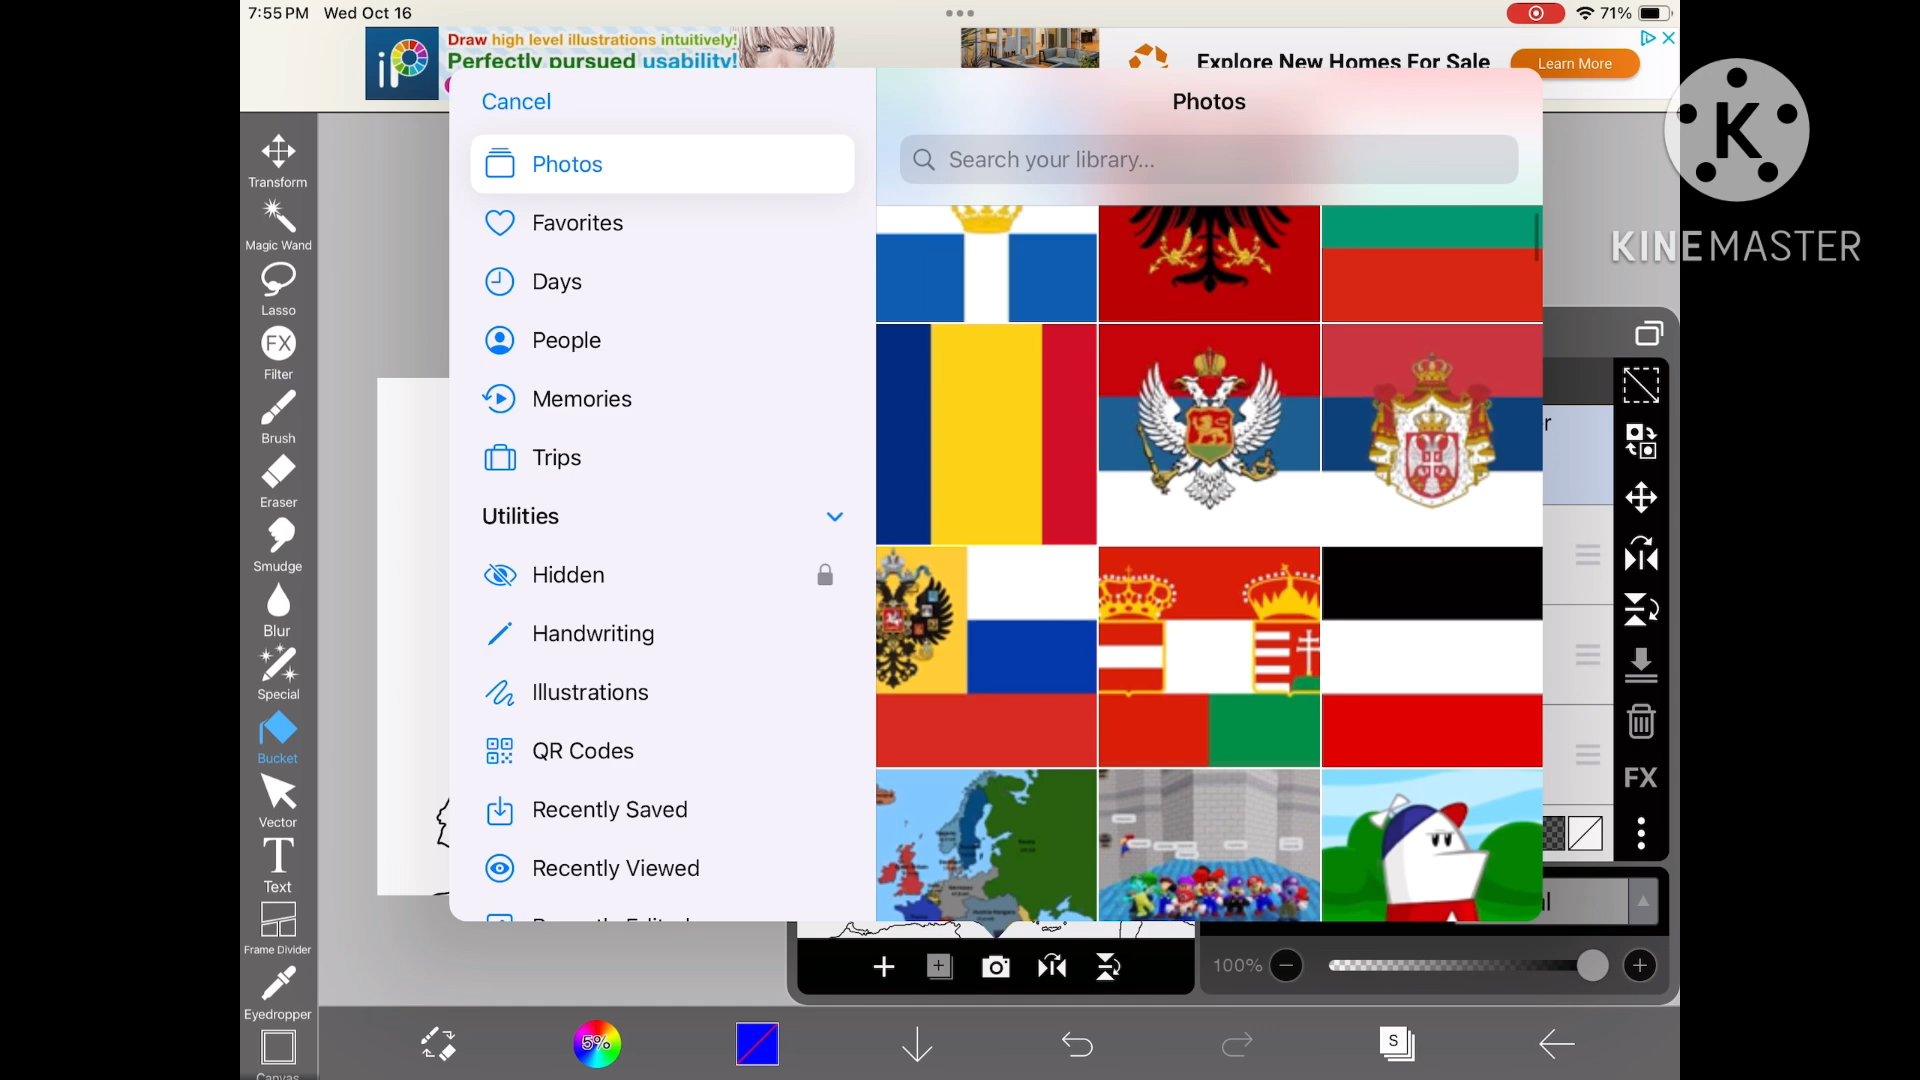 7:55 PM Wed Oct 16
71%
iP
Draw high level illustrations intuitively!
Perfectly pursued usability!
Explore New Homes For Sale
Learn More
Cancel
Photos
Search your library...
Photos
Favorites
Days
People
Memories
Trips
Utilities
Hidden
Handwriting
Illustrations
QR Codes
Recently Saved
Recently Viewed
Transform
Magic Wand
Lasso
FX
Filter
Brush
Eraser
Smudge
Blur
Special
Bucket
Vector
T
Text
Frame Divider
Eyedropper
Canvas
K
KINEMASTER
r
FX
al
100%
5%
S